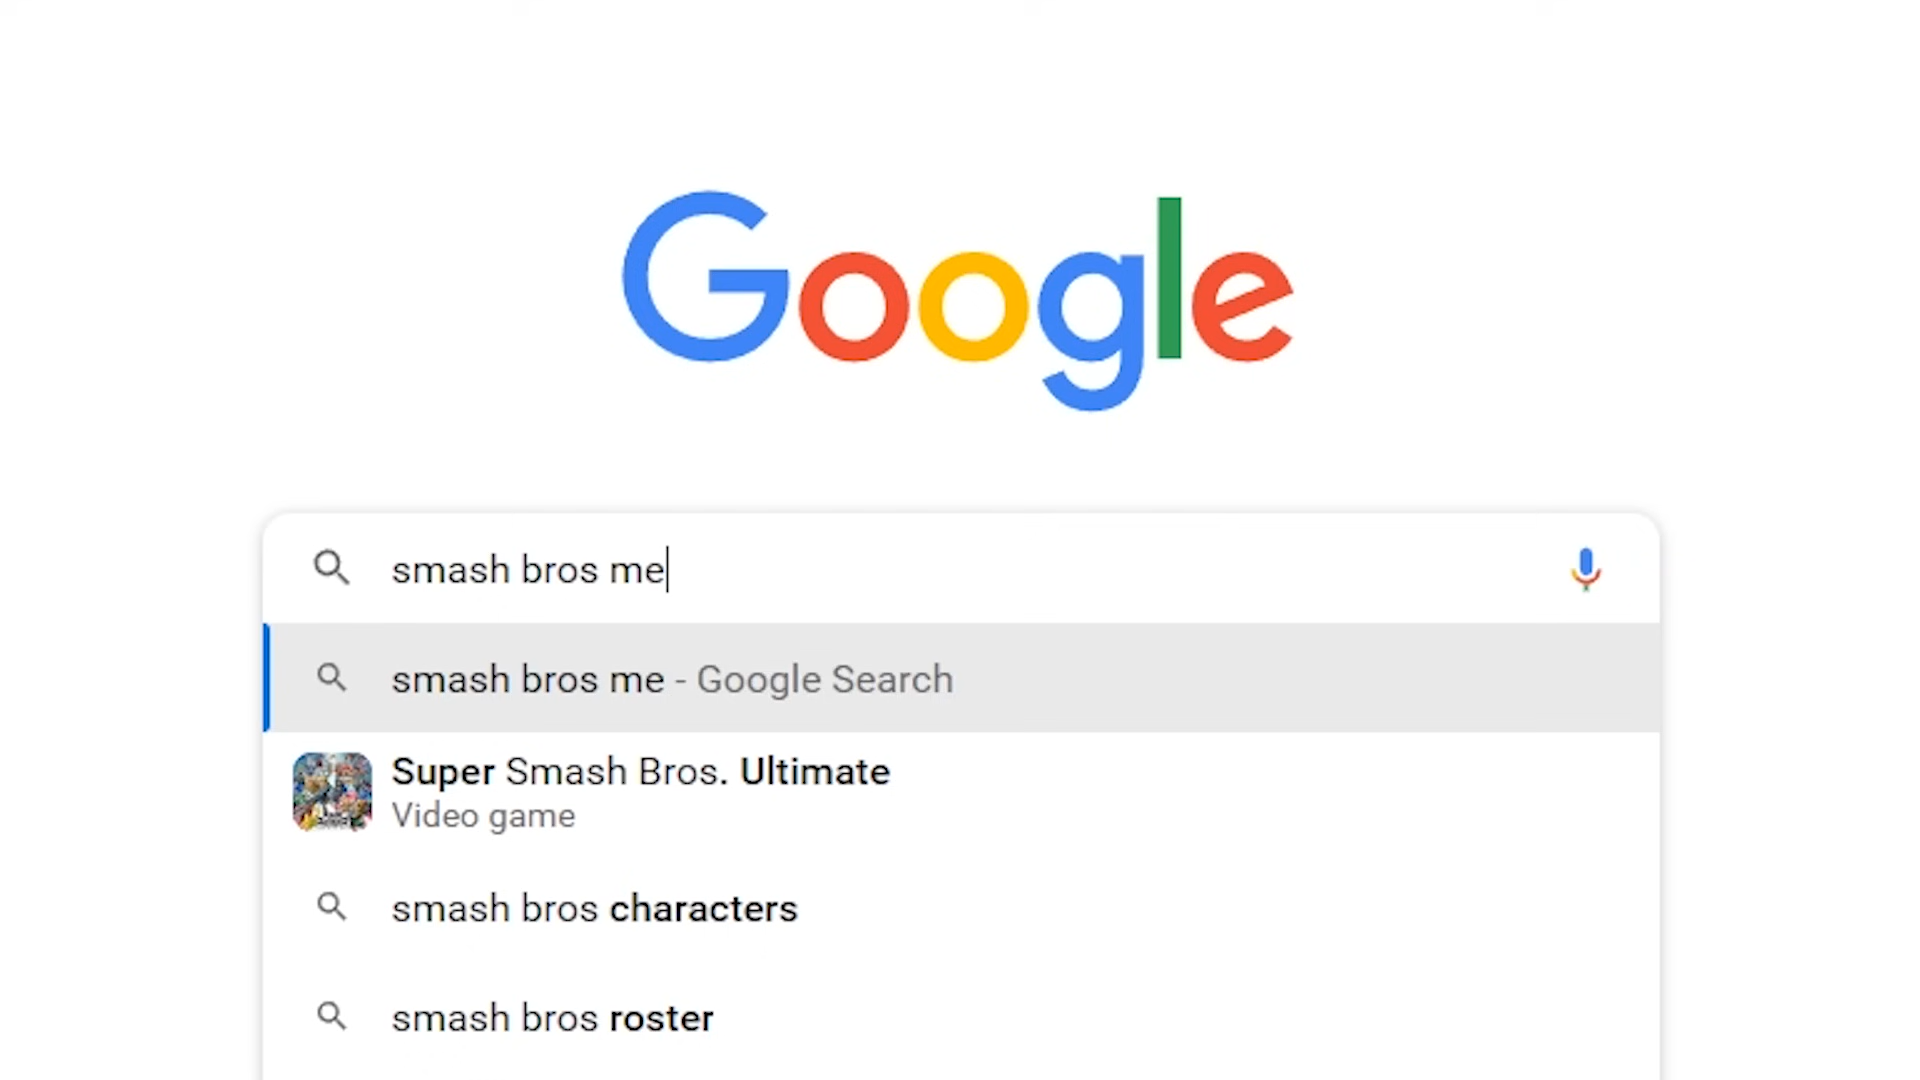 Google
smash bros me
smash bros me - Google Search
Super Smash Bros. Ultimate
Video game
smash bros characters
smash bros roster